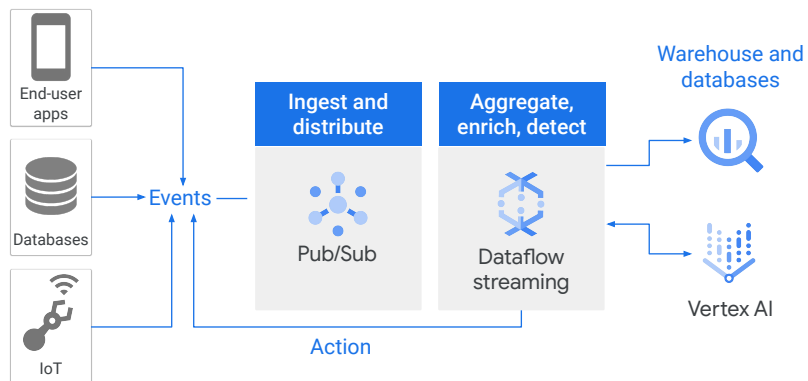 End-user
apps
Databases
IoT
Events
Ingest and
distribute
Pub/Sub
Aggregate,
enrich, detect
Dataflow
streaming
Action
Warehouse and
databases
Vertex AI